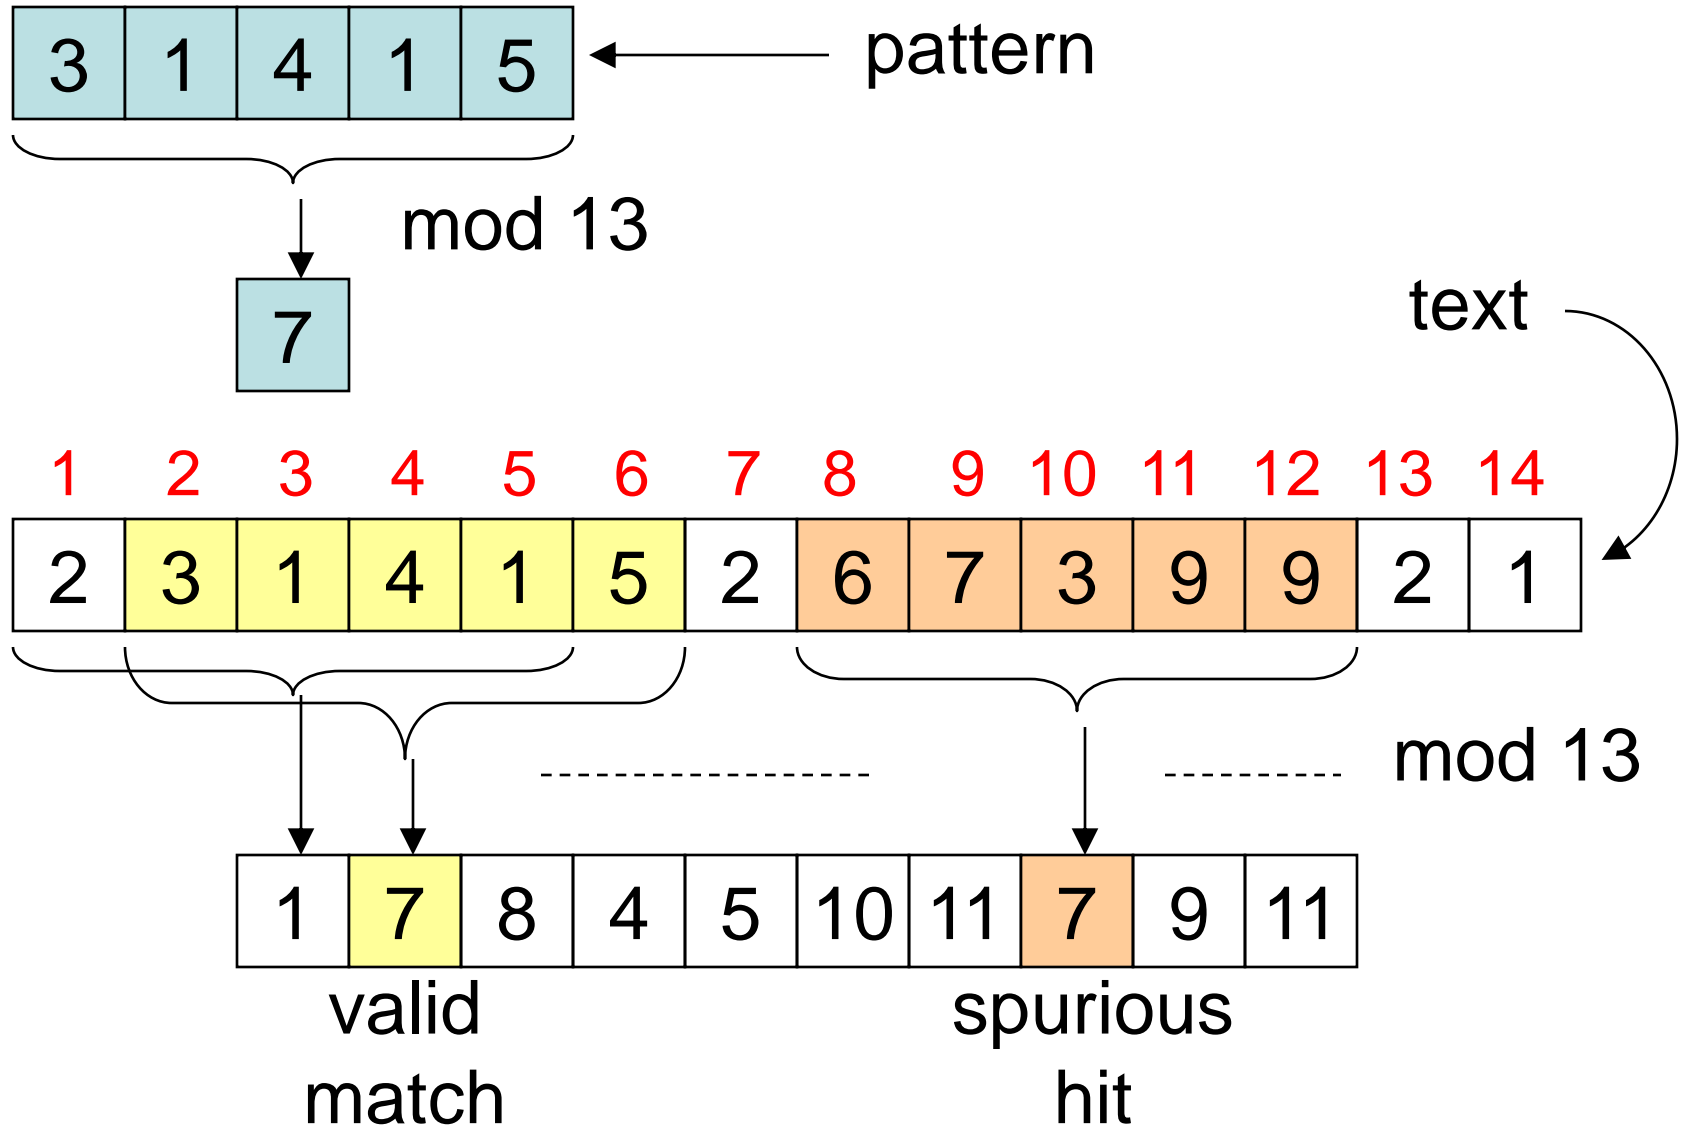 3 1 4 1 5 pattern
mod 13
7
text
1 2 3 4 5 6 7 8 9 10 11 12 13 14
2 3 1 4 1 5 2 6 7 3 9 9 2 1
mod 13
1 7 8 4 5 10 11 7 9 11
valid match
spurious hit